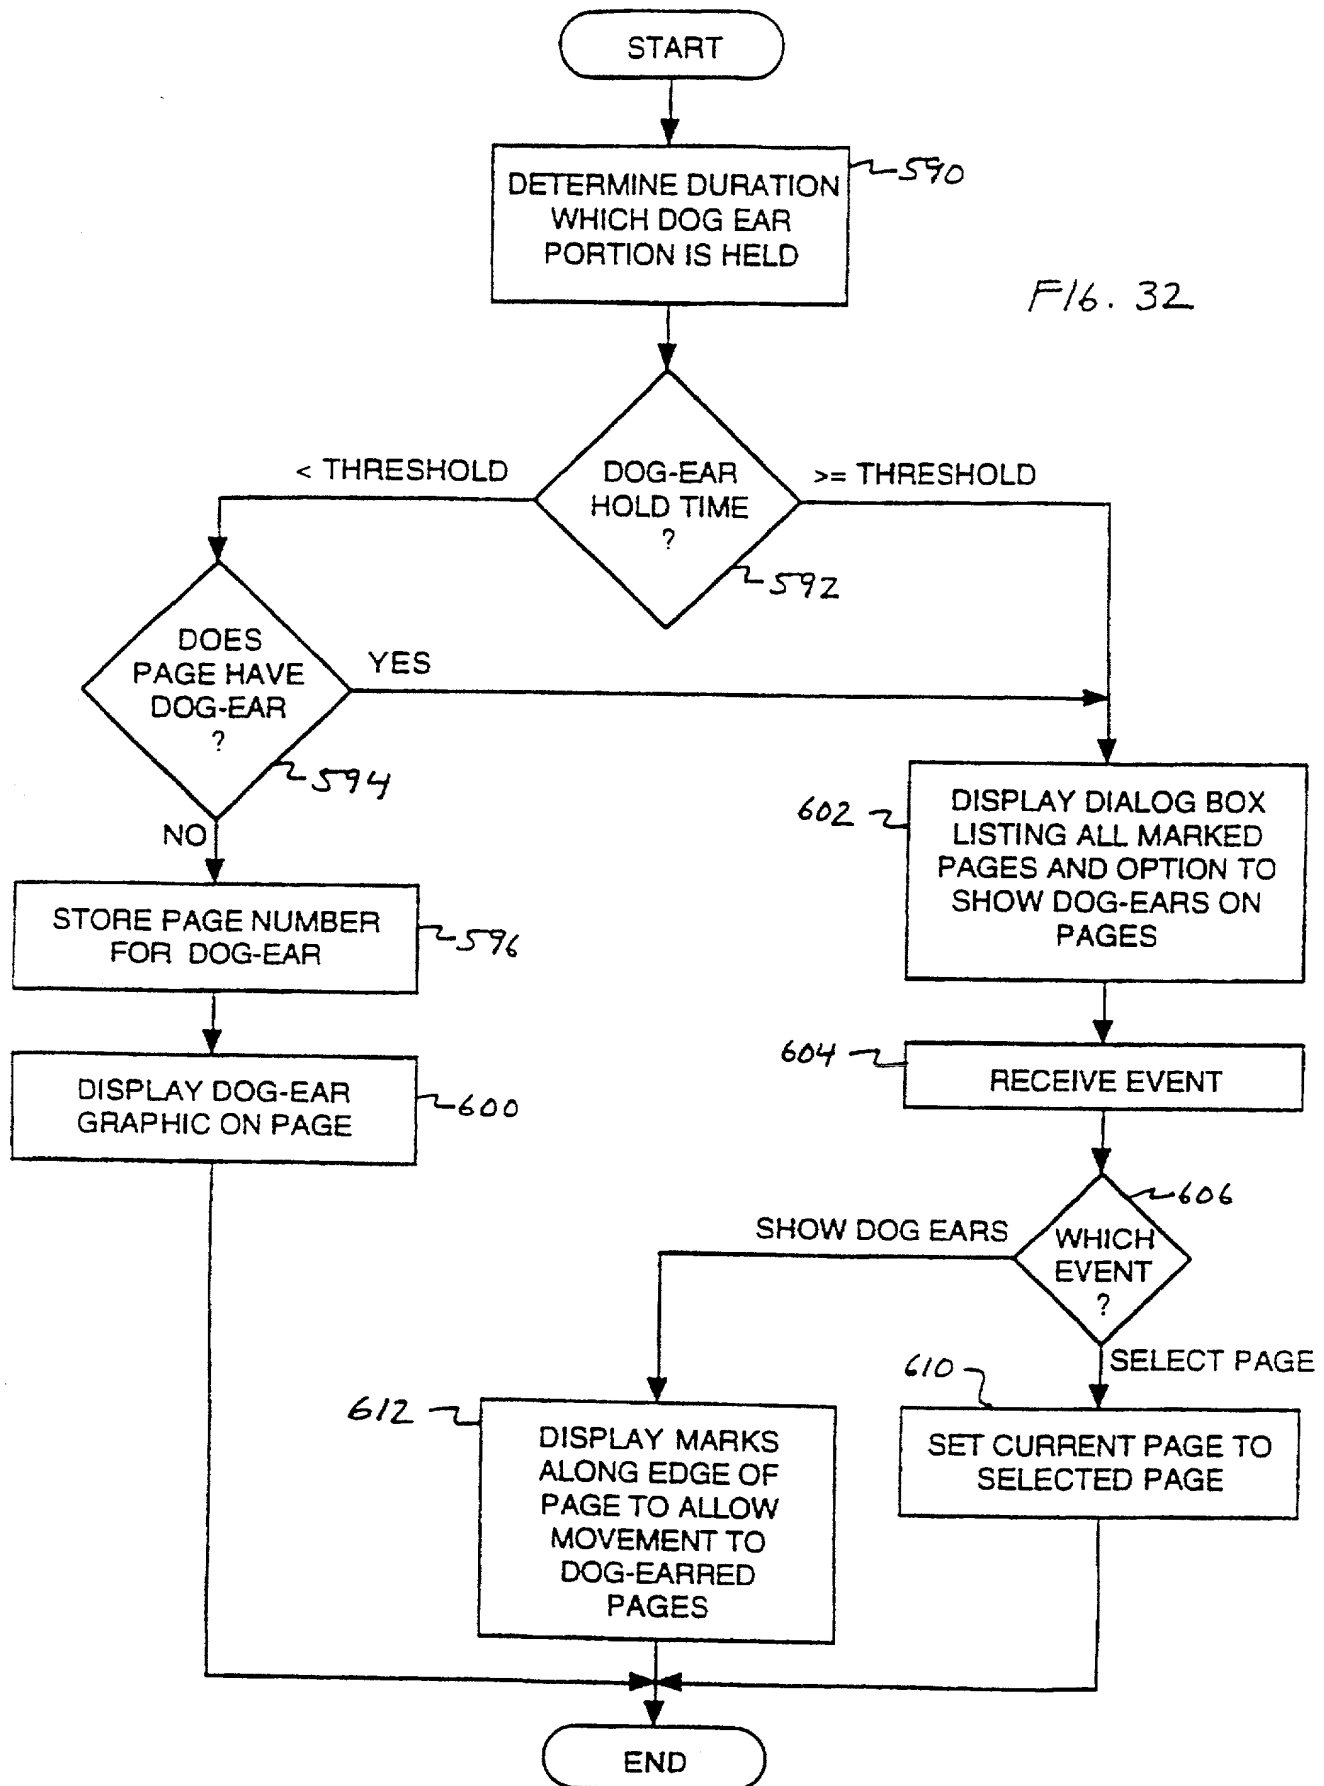 START
DETERMINE DURATION
WHICH DOG EAR
PORTION IS HELD
590
FIG. 32
< THRESHOLD
DOG-EAR
HOLD TIME
?
>= THRESHOLD
592
DOES
PAGE HAVE
DOG-EAR
?
YES
594
NO
602
DISPLAY DIALOG BOX
LISTING ALL MARKED
PAGES AND OPTION TO
SHOW DOG-EARS ON
PAGES
STORE PAGE NUMBER
FOR DOG-EAR
596
604
RECEIVE EVENT
DISPLAY DOG-EAR
GRAPHIC ON PAGE
600
606
SHOW DOG EARS
WHICH
EVENT
?
SELECT PAGE
610
612
DISPLAY MARKS
ALONG EDGE OF
PAGE TO ALLOW
MOVEMENT TO
DOG-EARRED
PAGES
SET CURRENT PAGE TO
SELECTED PAGE
END